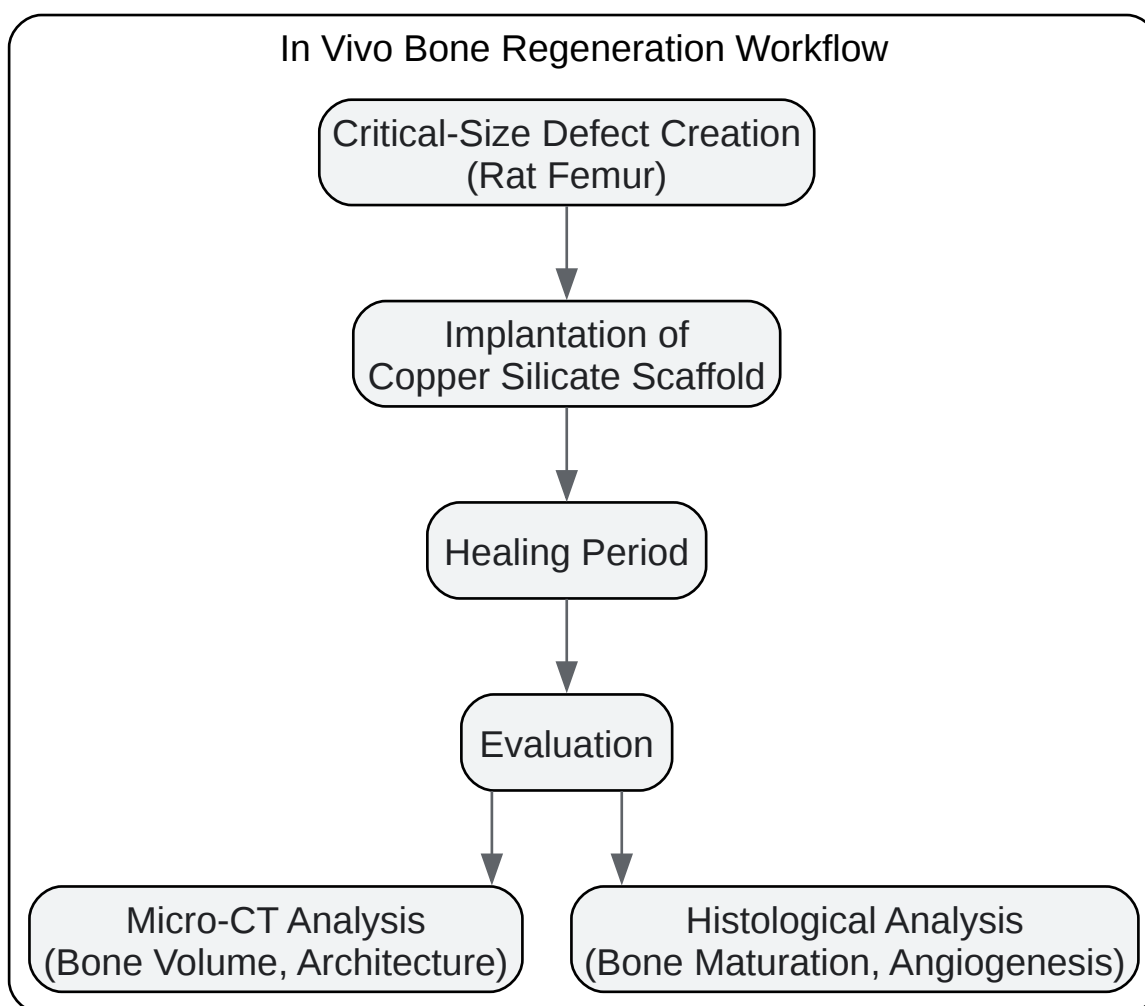 In Vivo Bone Regeneration Workflow
Critical-Size Defect Creation
(Rat Femur)
Implantation of
Copper Silicate Scaffold
Healing Period
Evaluation
Micro-CT Analysis
(Bone Volume, Architecture)
Histological Analysis
(Bone Maturation, Angiogenesis)